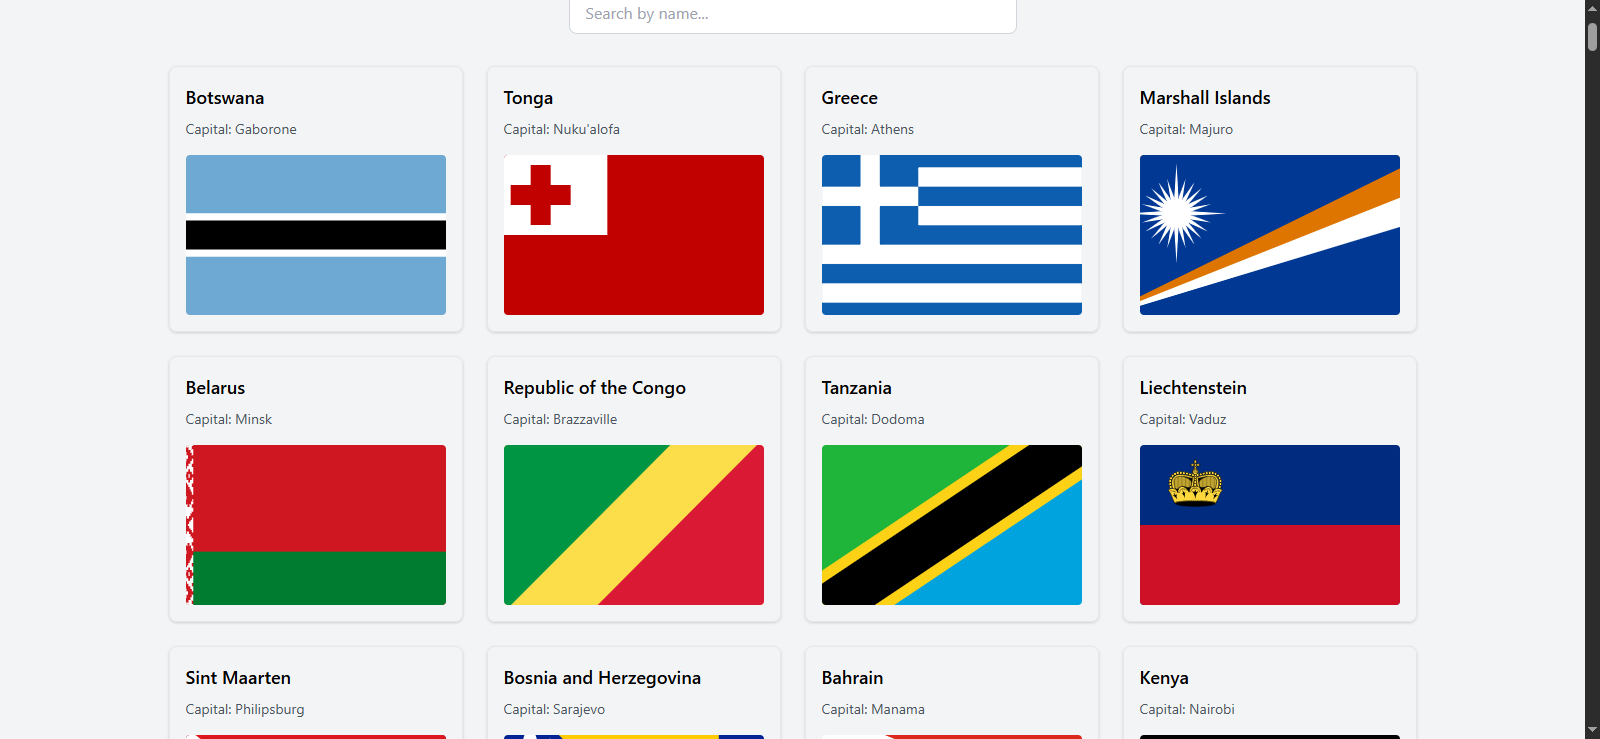 Search by name...
Botswana
Capital: Gaborone
Tonga
Capital: Nuku'alofa
Greece
Capital: Athens
Marshall Islands
Capital: Majuro
Belarus
Capital: Minsk
Republic of the Congo
Capital: Brazzaville
Tanzania
Capital: Dodoma
Liechtenstein
Capital: Vaduz
Sint Maarten
Capital: Philipsburg
Bosnia and Herzegovina
Capital: Sarajevo
Bahrain
Capital: Manama
Kenya
Capital: Nairobi